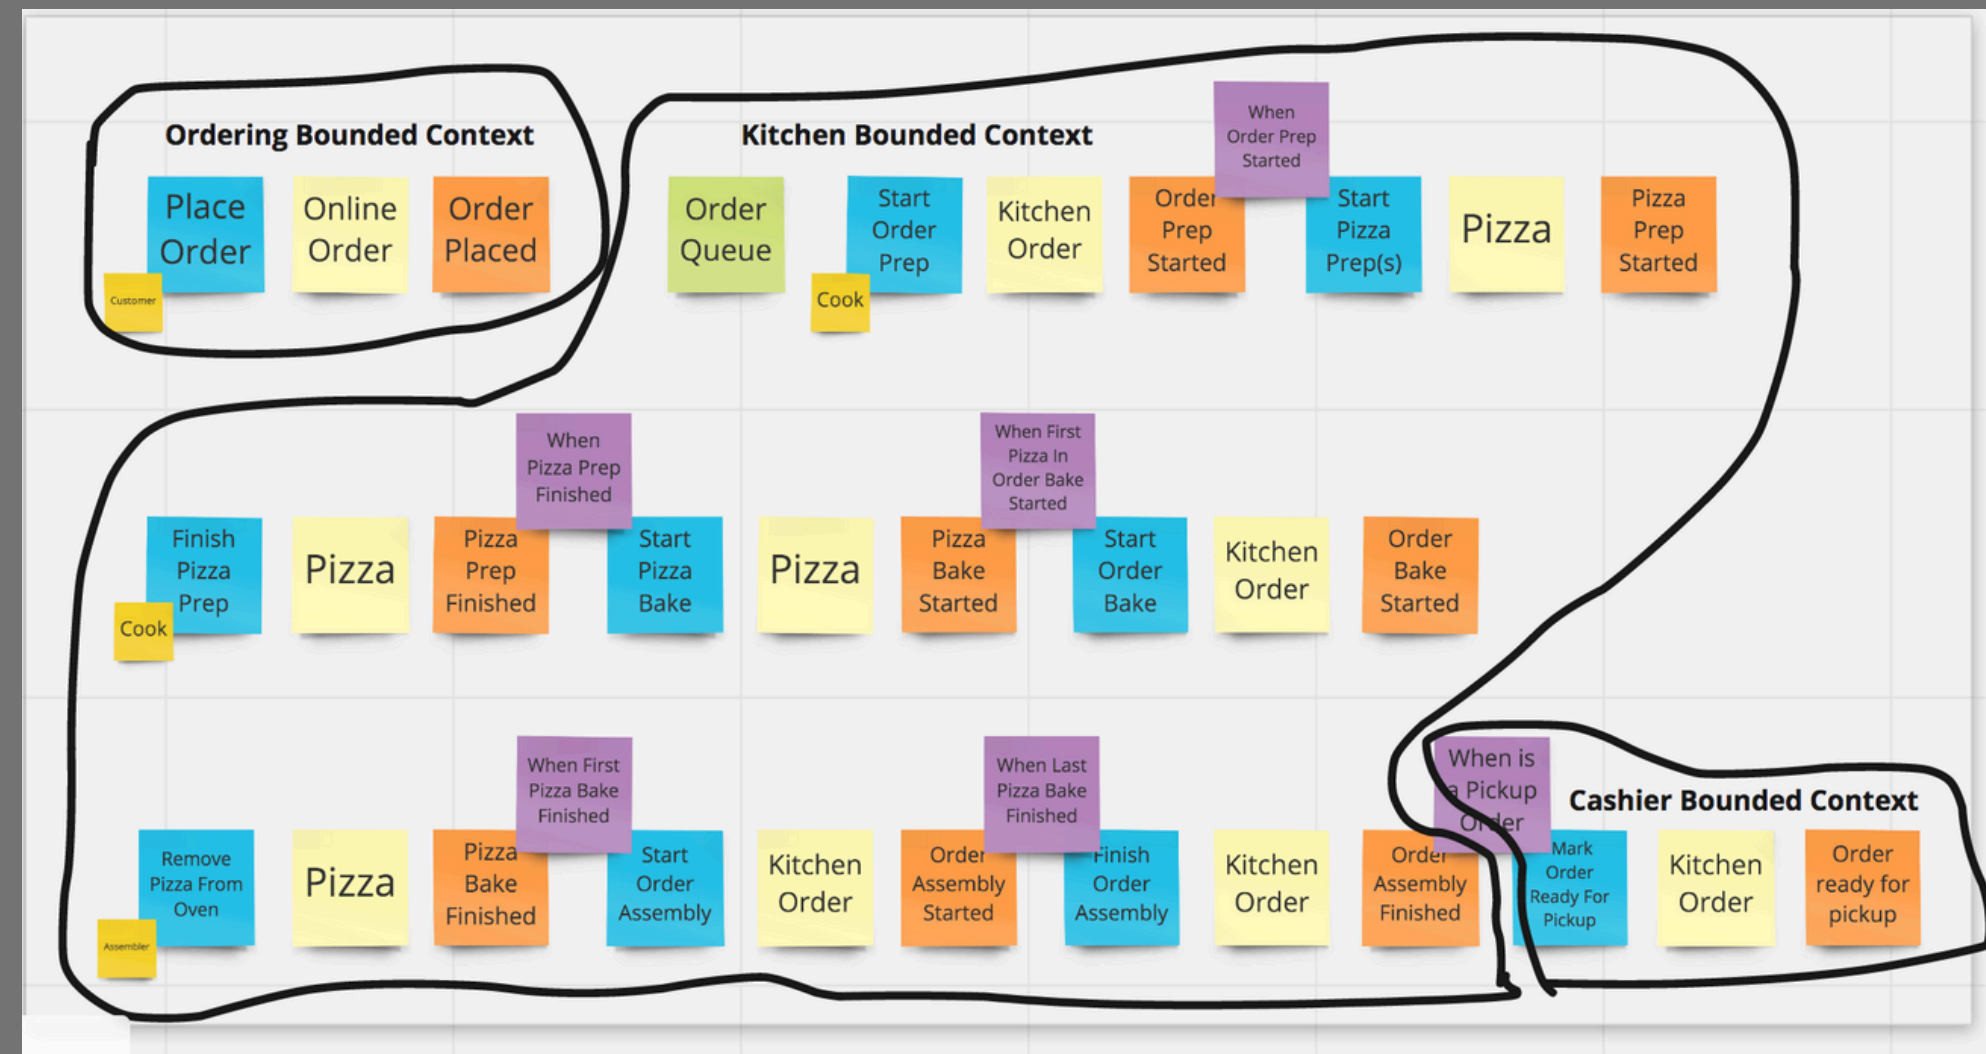 Ordering Bounded Context
Place
Order
Customer
Online
Order
Order
Placed
Kitchen Bounded Context
Order
Queue
Start
Order
Prep
Cook
Kitchen
Order
Order
Prep
Started
When
Order Prep
Started
Start
Pizza
Prep(s)
Pizza
Pizza
Prep
Started
Finish
Pizza
Prep
Cook
Pizza
Pizza
Prep
Finished
When
Pizza Prep
Finished
Start
Pizza
Bake
Pizza
Pizza
Bake
Started
When First
Pizza In
Order Bake
Started
Start
Order
Bake
Kitchen
Order
Order
Bake
Started
Remove
Pizza From
Oven
Assembler
Pizza
Pizza
Bake
Finished
When First
Pizza Bake
Finished
Start
Order
Assembly
Kitchen
Order
Order
Assembly
Started
When Last
Pizza Bake
Finished
Finish
Order
Assembly
Kitchen
Order
Order
Assembly
Finished
When is
a Pickup
Order
Cashier Bounded Context
Mark
Order
Ready For
Pickup
Kitchen
Order
Order
ready for
pickup